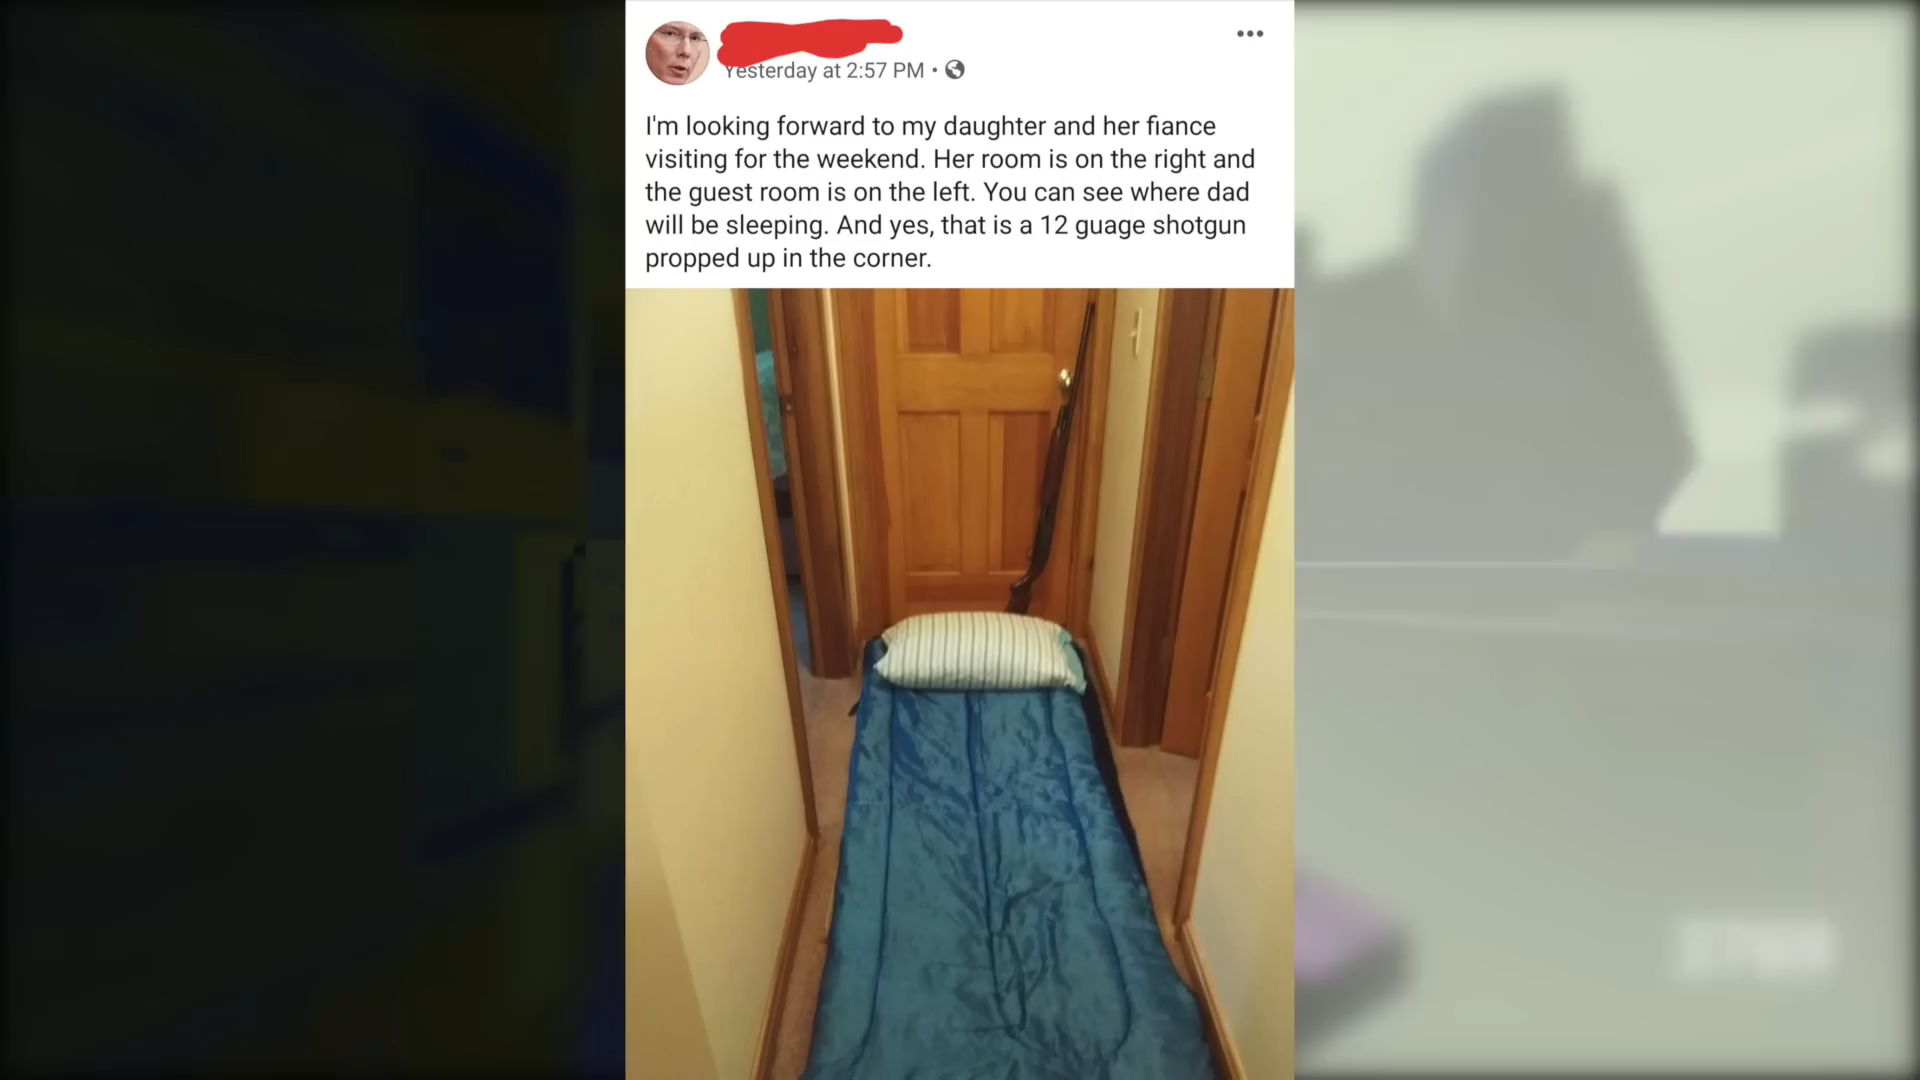 Yesterday at 2:57 PM •
I'm looking forward to my daughter and her fiance
visiting for the weekend. Her room is on the right and
the guest room is on the left. You can see where dad
will be sleeping. And yes, that is a 12 guage shotgun
propped up in the corner.